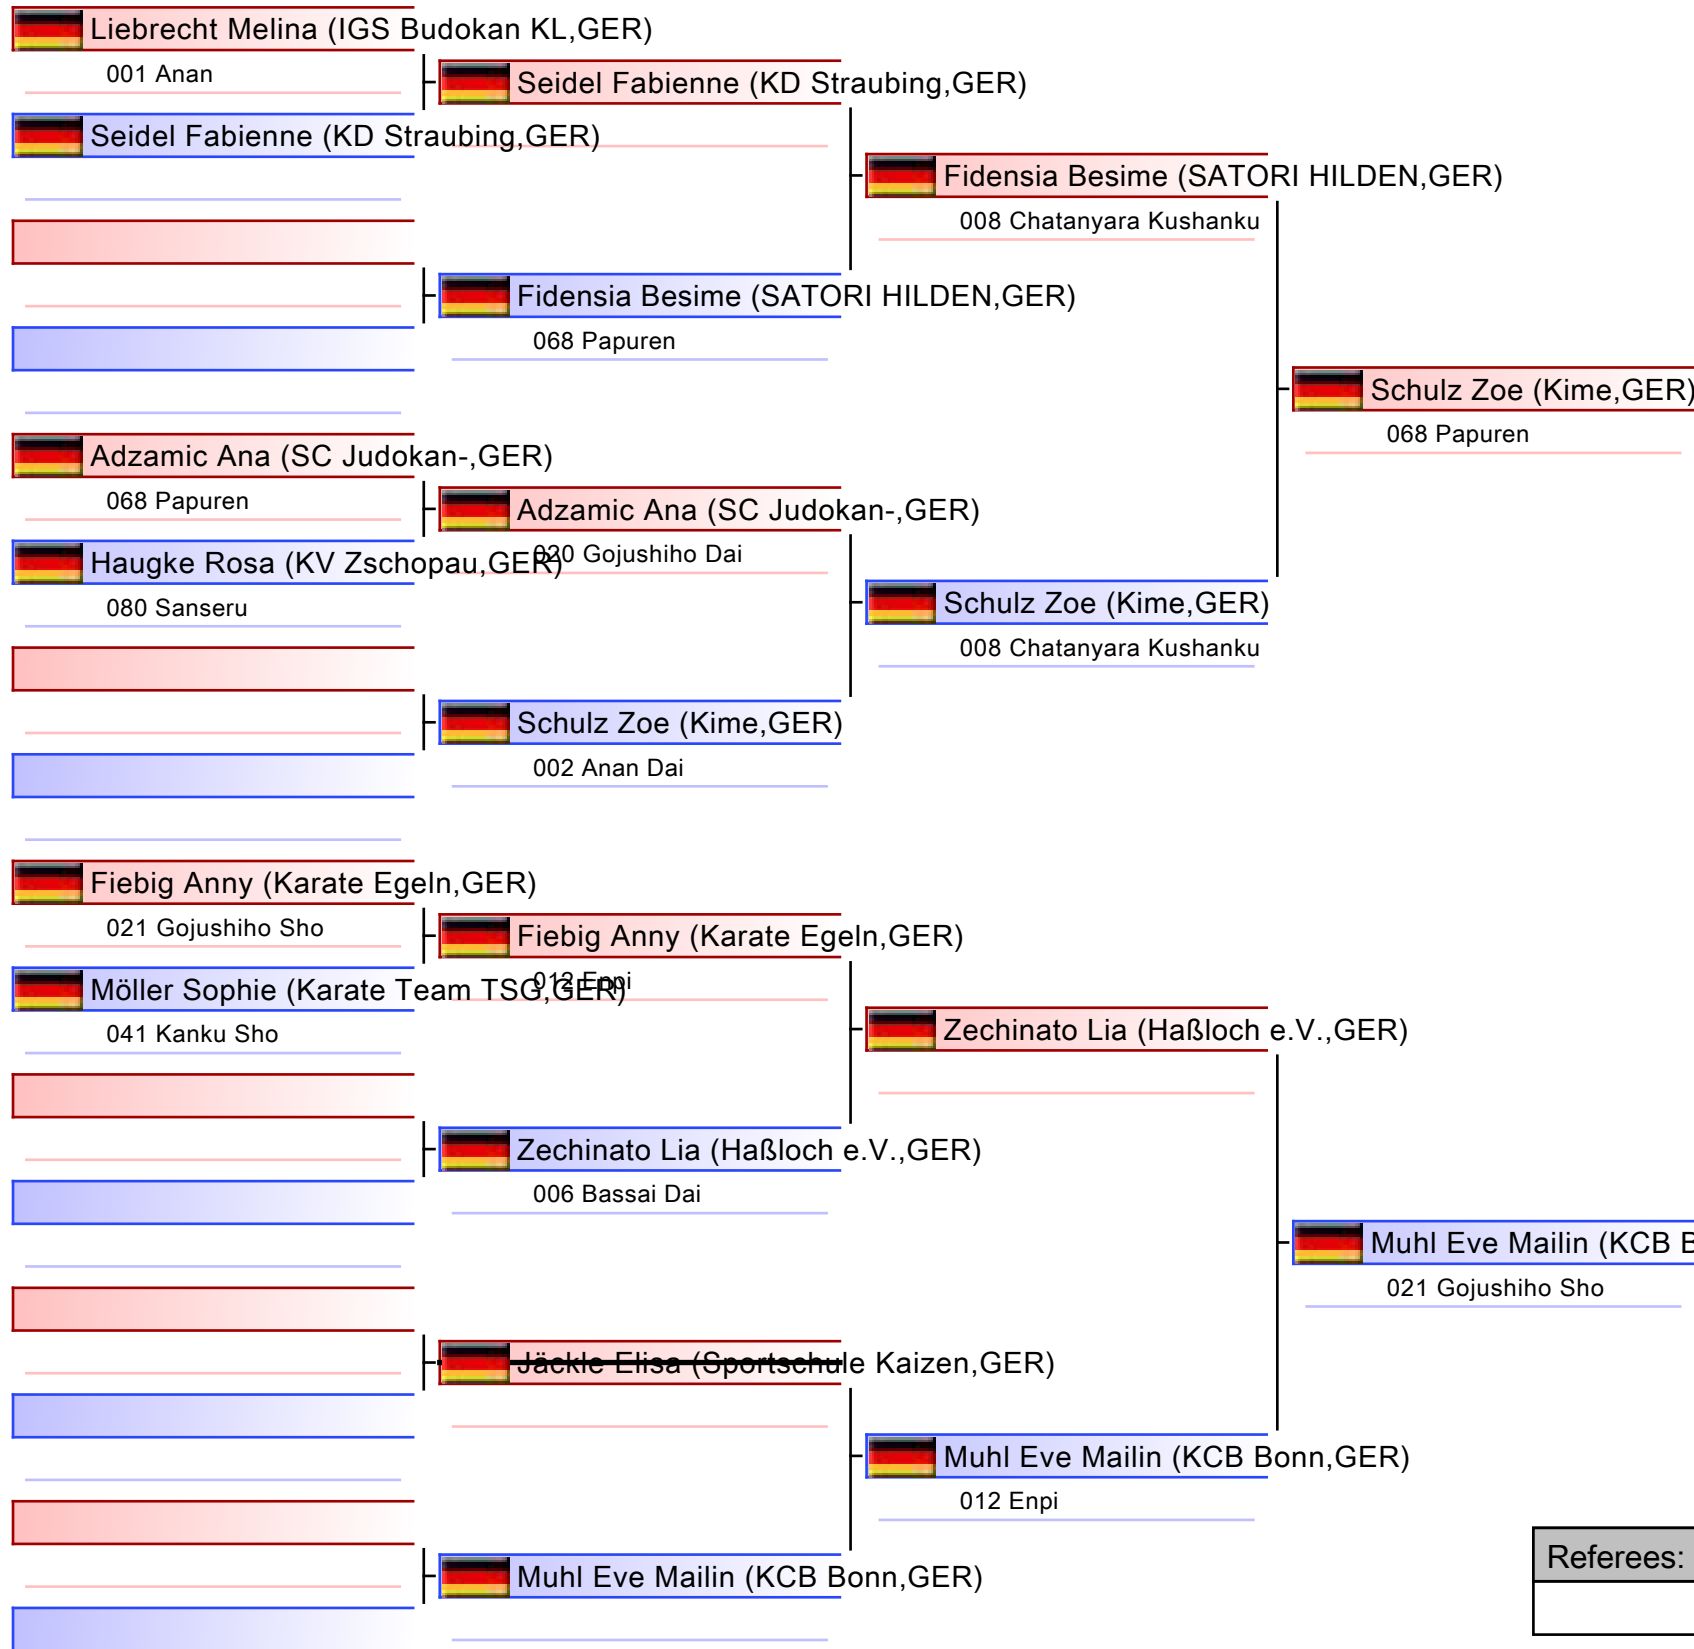 Liebrecht Melina (IGS Budokan KL,GER)
001 Anan
Seidel Fabienne (KD Straubing,GER)
Adzamic Ana (SC Judokan-,GER)
068 Papuren
Haugke Rosa (KV Zschopau,GER)
080 Sanseru
Fiebig Anny (Karate Egeln,GER)
021 Gojushiho Sho
Möller Sophie (Karate Team TSG,GER)
041 Kanku Sho
Seidel Fabienne (KD Straubing,GER)
Fidensia Besime (SATORI HILDEN,GER)
068 Papuren
Adzamic Ana (SC Judokan-,GER)
020 Gojushiho Dai
Schulz Zoe (Kime,GER)
002 Anan Dai
Fiebig Anny (Karate Egeln,GER)
012 Enpi
Zechinato Lia (Haßloch e.V.,GER)
006 Bassai Dai
Jäckle Elisa (Sportschule Kaizen,GER)
Muhl Eve Mailin (KCB Bonn,GER)
Fidensia Besime (SATORI HILDEN,GER)
008 Chatanyara Kushanku
Schulz Zoe (Kime,GER)
008 Chatanyara Kushanku
Zechinato Lia (Haßloch e.V.,GER)
Muhl Eve Mailin (KCB Bonn,GER)
012 Enpi
Schulz Zoe (Kime,GER)
068 Papuren
Muhl Eve Mailin (KCB B
021 Gojushiho Sho
Referees: